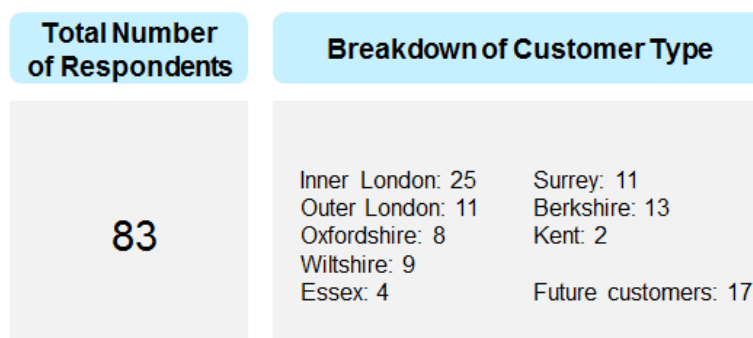 Total Number
of Respondents
Breakdown of Customer Type
83
Inner London: 25
Outer London: 11
Oxfordshire: 8
Wiltshire: 9
Essex: 4
Surrey: 11
Berkshire: 13
Kent: 2
Future customers: 17